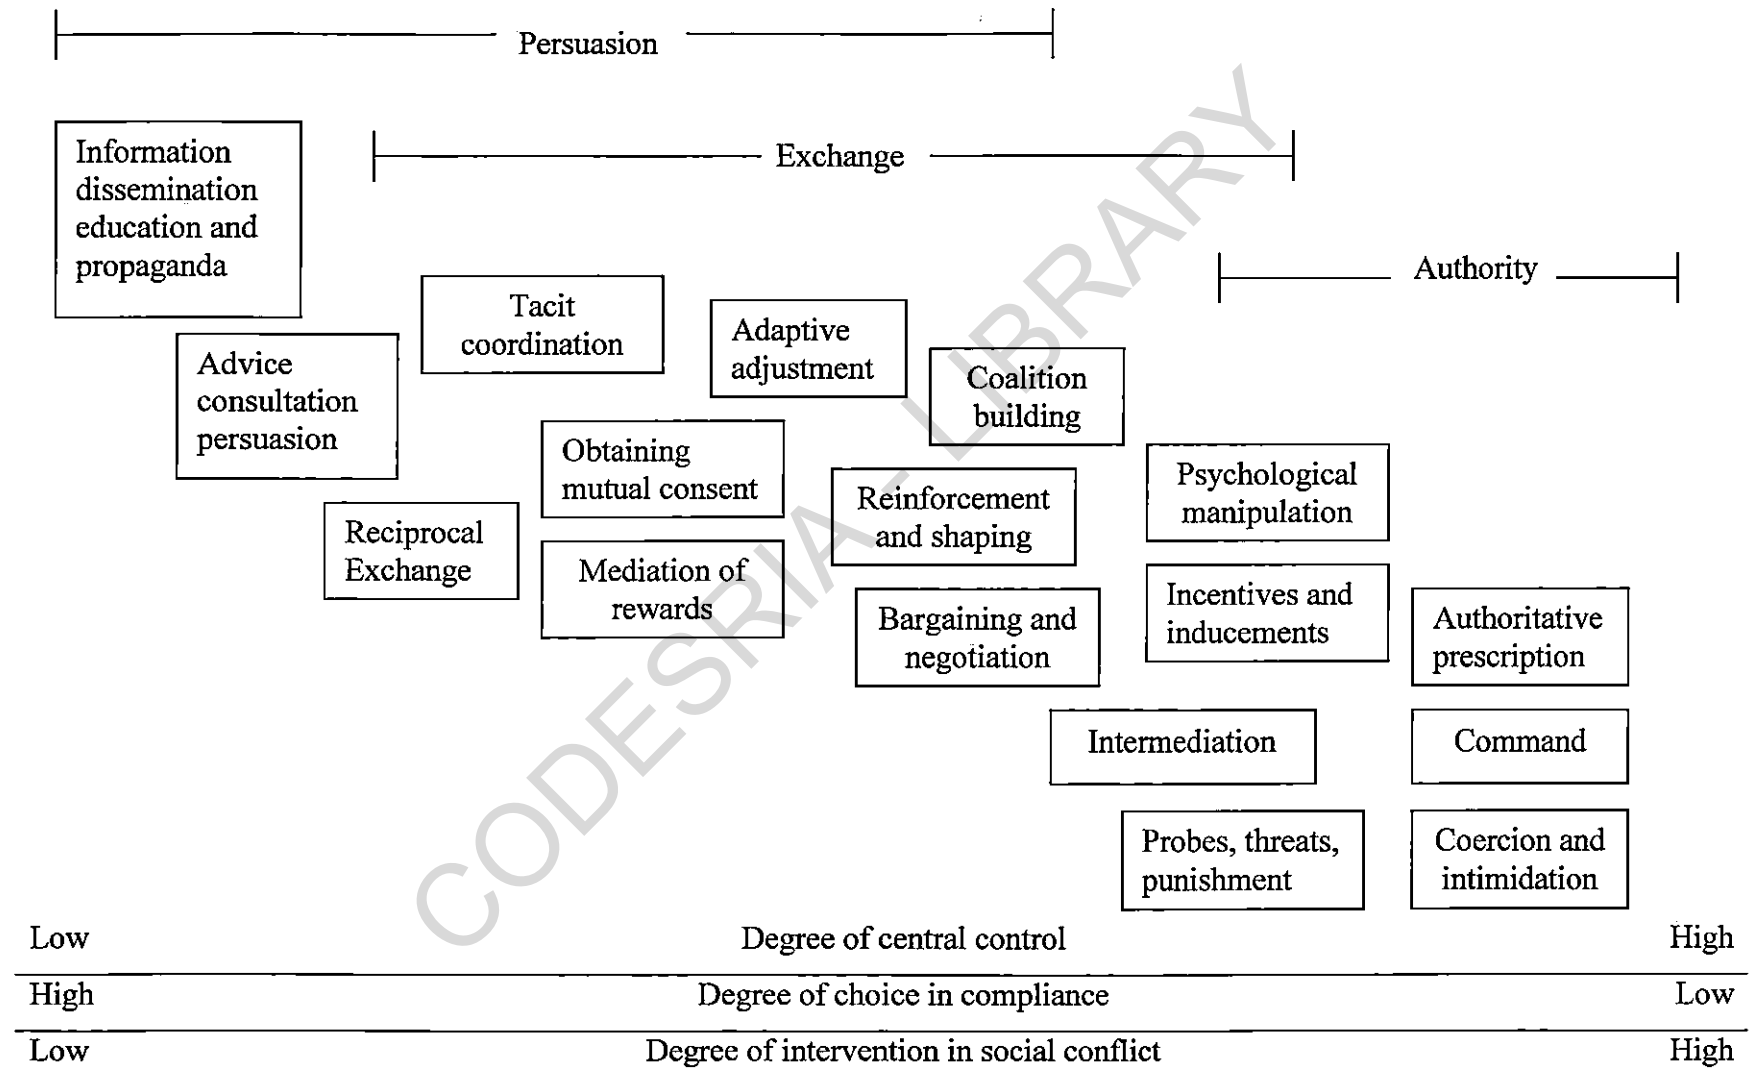 Persuasion
Information
dissemination
education and
propaganda
Exchange
Authority
Tacit
coordination
Adaptive
adjustment
Advice
consultation
persuasion
Coalition
building
Obtaining
mutual consent
Psychological
manipulation
Reinforcement
and shaping
Reciprocal
Exchange
Mediation of
rewards
Incentives and
inducements
Bargaining and
negotiation
Authoritative
prescription
Intermediation
Command
Probes, threats,
punishment
Coercion and
intimidation
Low Degree of central control High
High Degree of choice in compliance Low
Low Degree of intervention in social conflict High
CODESRIA - LIBRARY